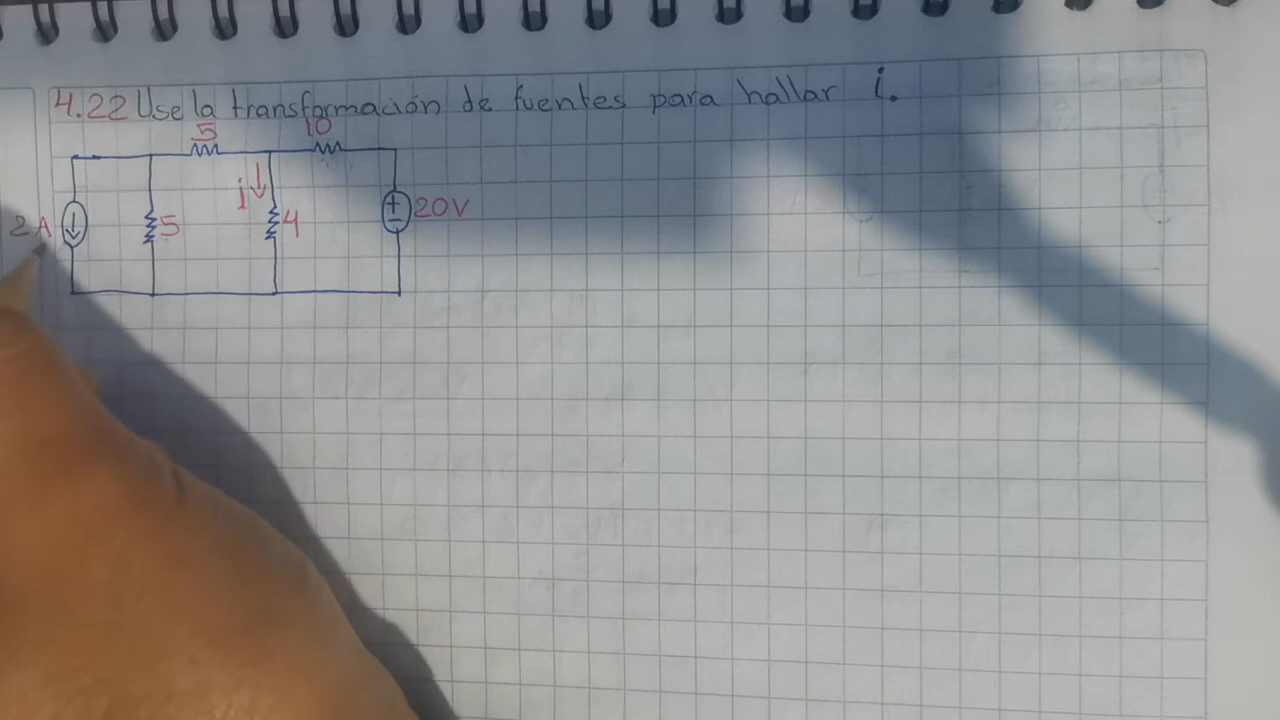 4.22 Use la transformación de fuentes para hallar i.
5 10
i
2A 5 4 + - 20V